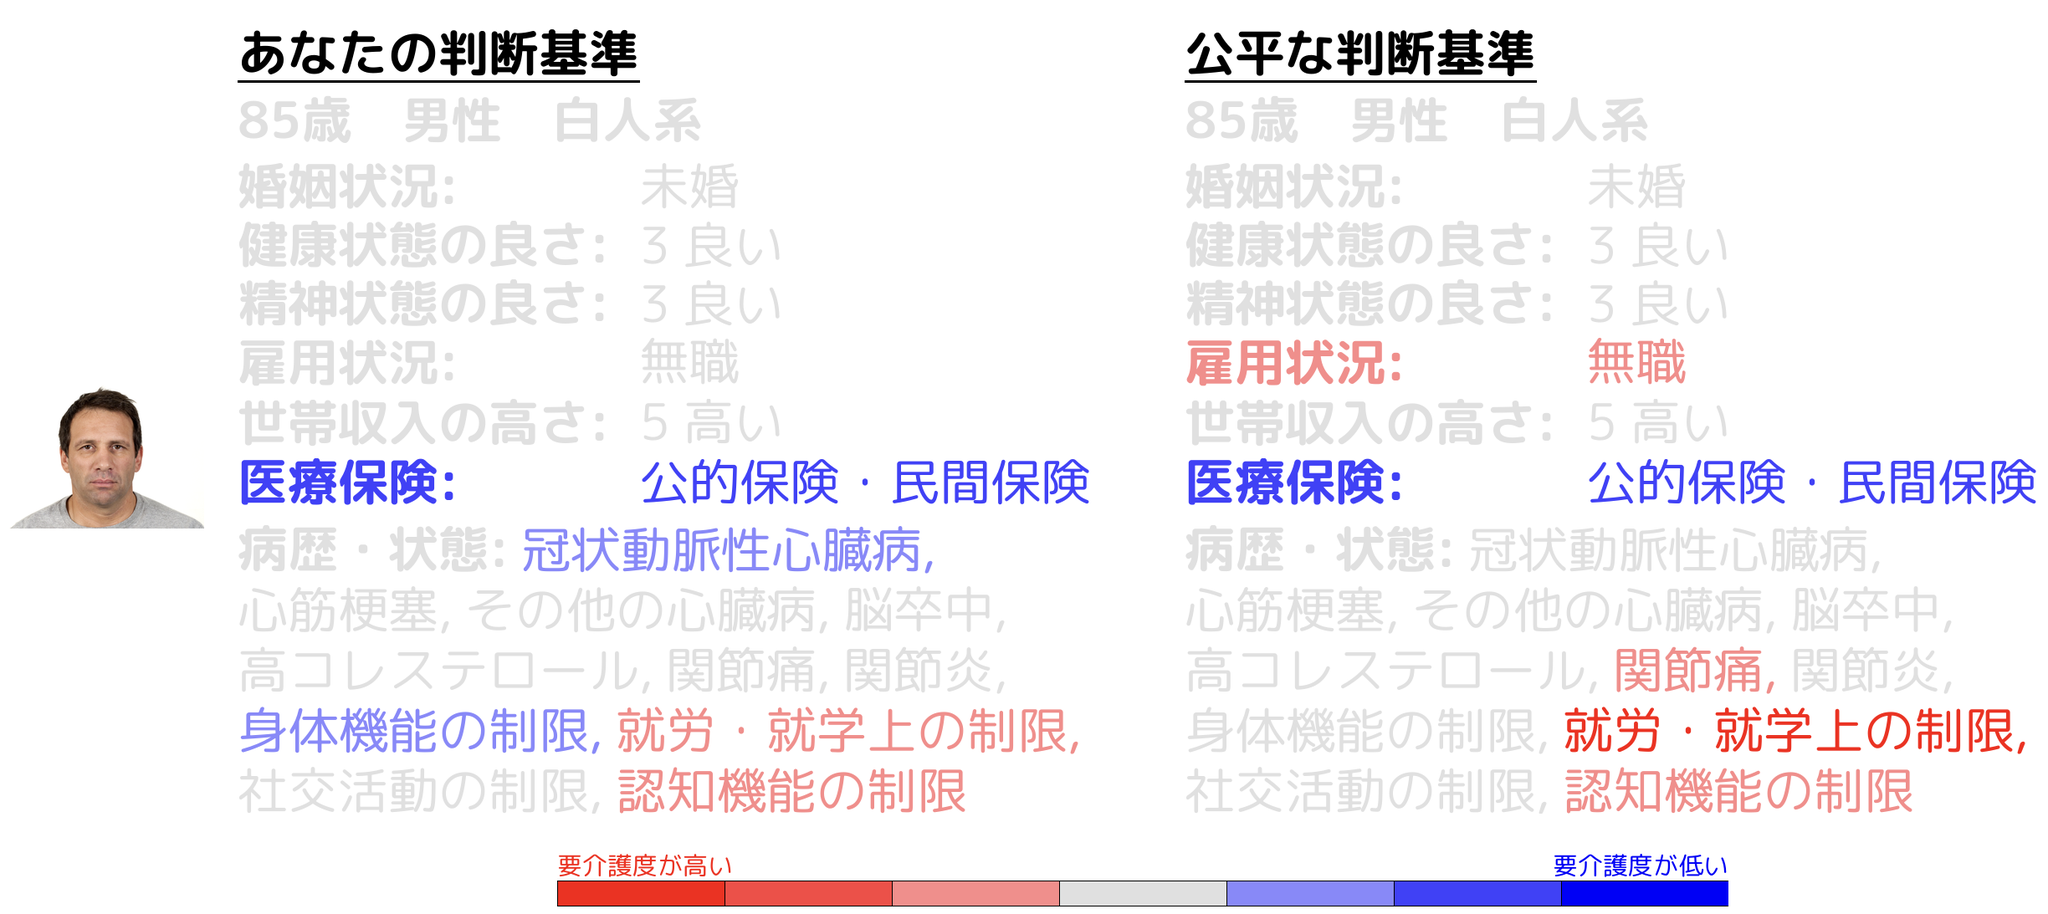 あなたの判断基準
85歳　男性　白人系
婚姻状況: 未婚
健康状態の良さ: 3 良い
精神状態の良さ: 3 良い
雇用状況: 無職
世帯収入の高さ: 5 高い
医療保険: 公的保険・民間保険
病歴・状態: 冠状動脈性心臓病,
心筋梗塞, その他の心臓病, 脳卒中,
高コレステロール, 関節痛, 関節炎,
身体機能の制限, 就労・就学上の制限,
社交活動の制限, 認知機能の制限
公平な判断基準
85歳　男性　白人系
婚姻状況: 未婚
健康状態の良さ: 3 良い
精神状態の良さ: 3 良い
雇用状況: 無職
世帯収入の高さ: 5 高い
医療保険: 公的保険・民間保険
病歴・状態: 冠状動脈性心臓病,
心筋梗塞, その他の心臓病, 脳卒中,
高コレステロール, 関節痛, 関節炎,
身体機能の制限, 就労・就学上の制限,
社交活動の制限, 認知機能の制限
要介護度が高い
要介護度が低い